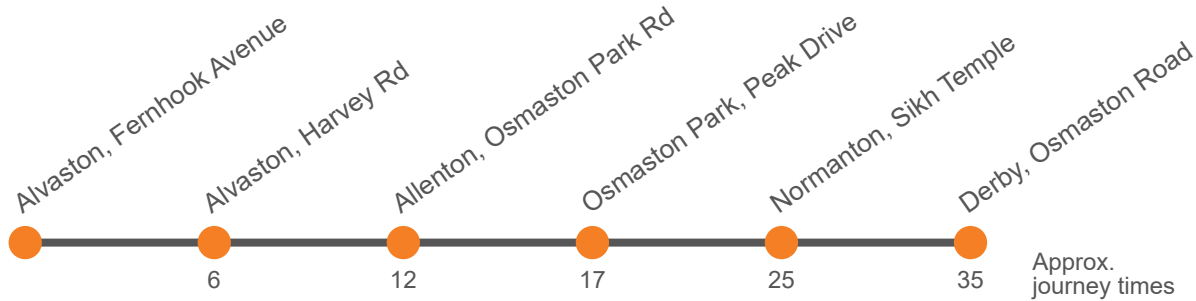 Alvaston, Fernhook Avenue
Alvaston, Harvey Rd
Allenton, Osmaston Park Rd
Osmaston Park, Peak Drive
Normanton, Sikh Temple
Derby, Osmaston Road
6
12
17
25
35
Approx.
journey times